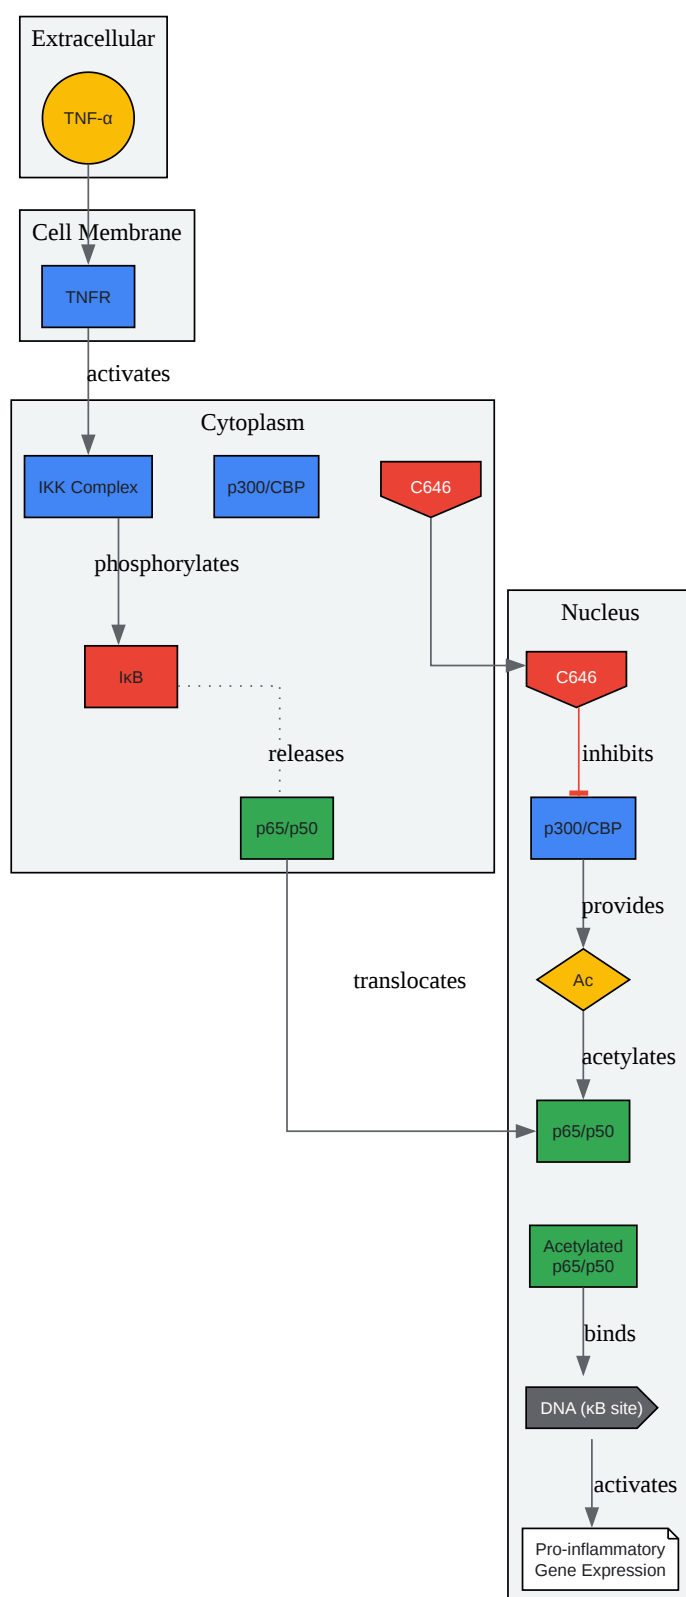 Extracellular
TNF-α
Cell Membrane
TNFR
activates
Cytoplasm
IKK Complex
p300/CBP
C646
phosphorylates
Nucleus
IκB
C646
releases
inhibits
p65/p50
p300/CBP
provides
translocates
Ac
acetylates
p65/p50
Acetylated
p65/p50
binds
DNA (κB site)
activates
Pro-inflammatory
Gene Expression